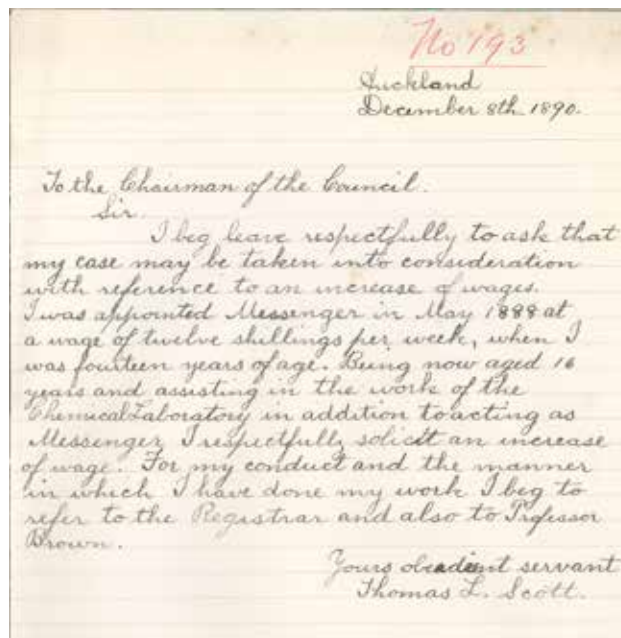 No 193
Auckland
December 8th 1890.
To the Chairman of the Council.
Sir.
I beg leave respectfully to ask that
my case may be taken into consideration
with reference to an increase of wages.
I was appointed Messenger in May 1888 at
a wage of twelve shillings per week, when I
was fourteen years of age. Being now aged 16
years and assisting in the work of the
Chemical Laboratory in addition to acting as
Messenger I respectfully solicit an increase
of wage. For my conduct and the manner
in which I have done my work I beg to
refer to the Registrar and also to Professor
Brown.
Yours obedient servant
Thomas L. Scott.